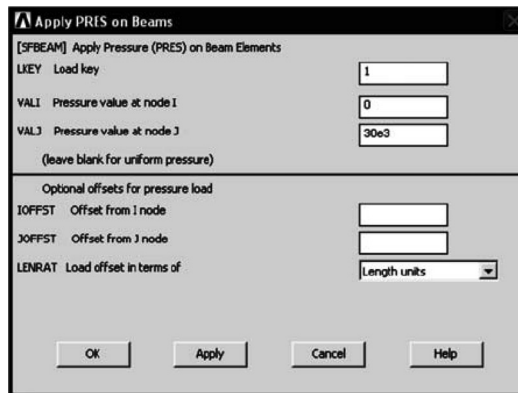 Apply PRES on Beams
[SFBEAM] Apply Pressure (PRES) on Beam Elements
LKEY Load key 1
VALI Pressure value at node I 0
VALJ Pressure value at node J 30e3
(leave blank for uniform pressure)
Optional offsets for pressure load
IOFFST Offset from I node
JOFFST Offset from J node
LENRAT Load offset in terms of Length units
OK Apply Cancel Help